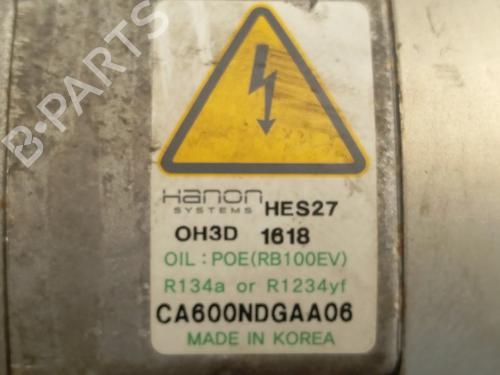 B-PARTS
Hanon
SYSTEMS HES27
OH3D 1618
OIL : POE(RB100EV)
R134a or R1234yf
CA600NDGAA06
MADE IN KOREA